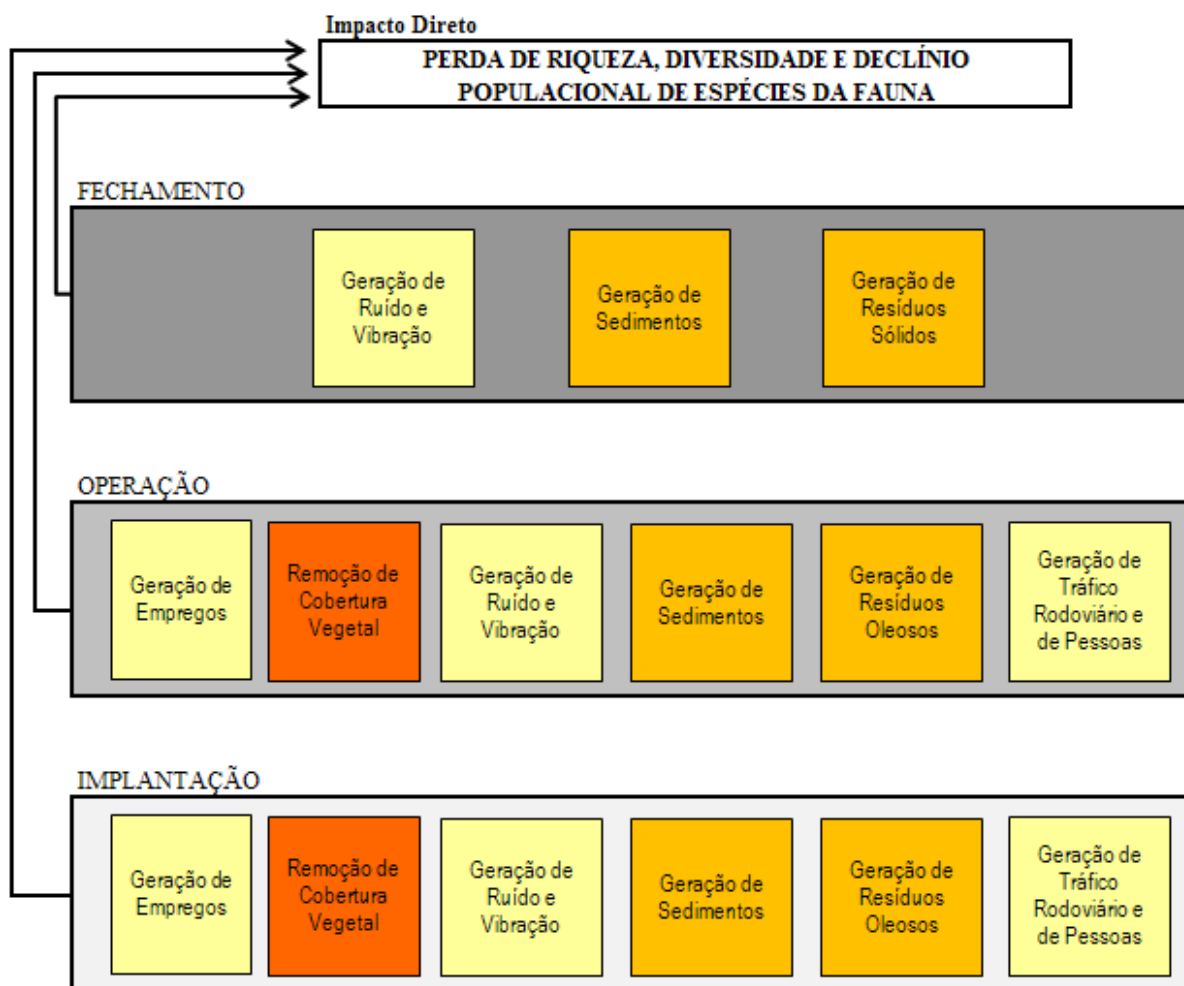 Impacto Direto
PERDA DE RIQUEZA, DIVERSIDADE E DECLÍNIO
POPULACIONAL DE ESPÉCIES DA FAUNA
FECHAMENTO
Geração de
Ruído e
Vibração
Geração de
Sedimentos
Geração de
Resíduos
Sólidos
OPERAÇÃO
Geração de
Empregos
Remoção de
Cobertura
Vegetal
Geração de
Ruído e
Vibração
Geração de
Sedimentos
Geração de
Resíduos
Oleosos
Geração de
Tráfico
Rodoviário e
de Pessoas
IMPLANTAÇÃO
Geração de
Empregos
Remoção de
Cobertura
Vegetal
Geração de
Ruído e
Vibração
Geração de
Sedimentos
Geração de
Resíduos
Oleosos
Geração de
Tráfico
Rodoviário e
de Pessoas